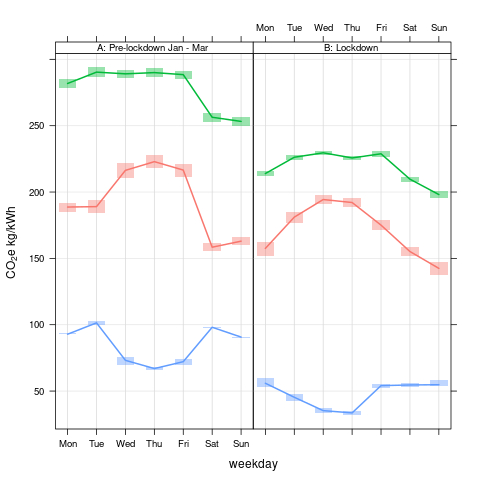 Mon Tue Wed Thu Fri Sat Sun
A: Pre-lockdown Jan - Mar
B: Lockdown
250
200
150
100
50
CO₂e kg/kWh
Mon Tue Wed Thu Fri Sat Sun
weekday